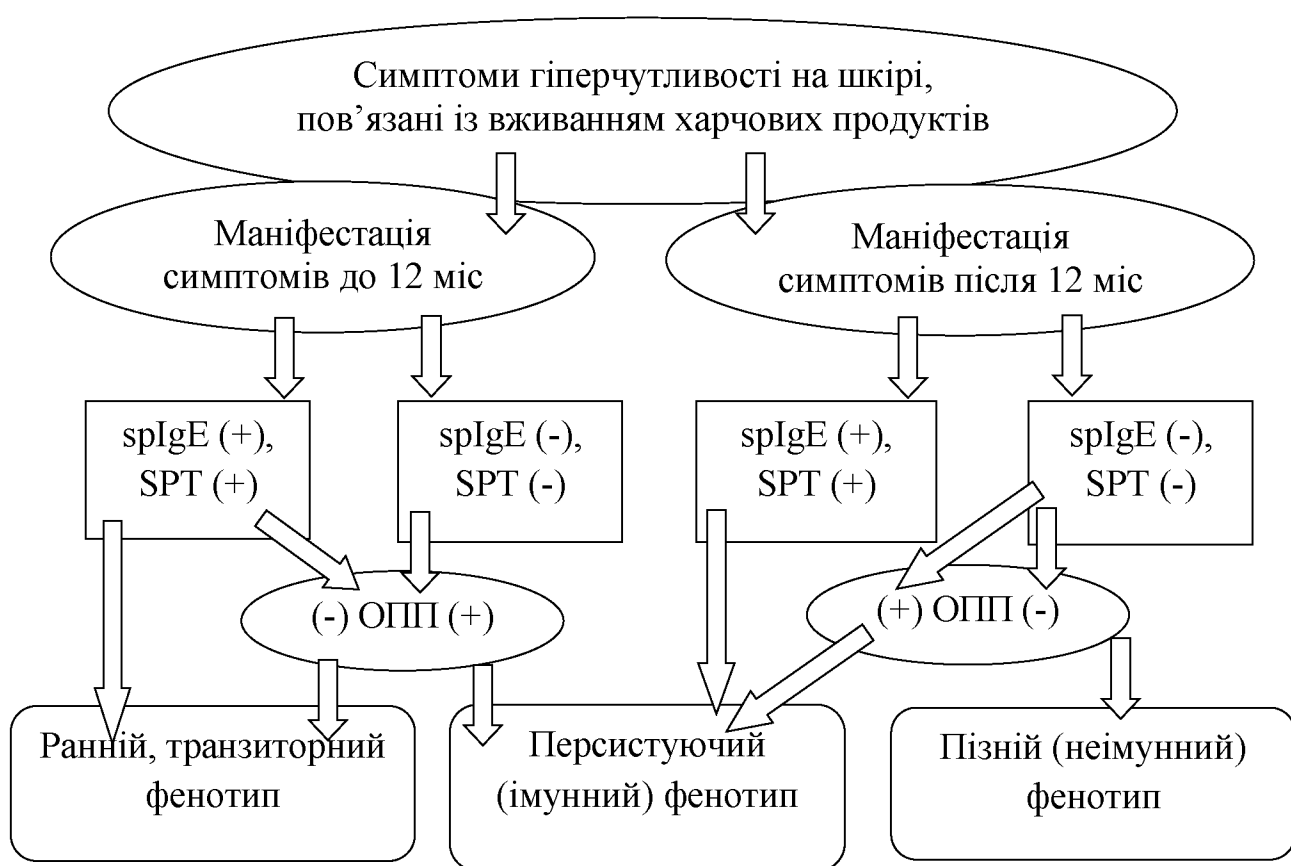 Симптоми гіперчутливості на шкірі,
пов’язані із вживанням харчових продуктів
Маніфестація
симптомів до 12 міс
Маніфестація
симптомів після 12 міс
spIgE (+),
SPT (+)
spIgE (-),
SPT (-)
spIgE (+),
SPT (+)
spIgE (-),
SPT (-)
(-) ОПП (+)
(+) ОПП (-)
Ранній, транзиторний
фенотип
Персистуючий
(імунний) фенотип
Пізній (неімунний)
фенотип